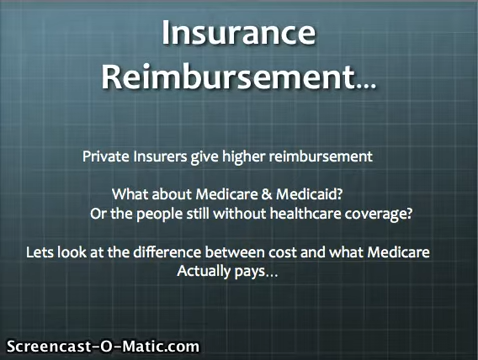 Insurance
Reimbursement...
Private Insurers give higher reimbursement
What about Medicare & Medicaid?
Or the people still without healthcare coverage?
Lets look at the difference between cost and what Medicare
Actually pays...
Screencast-O-Matic.com